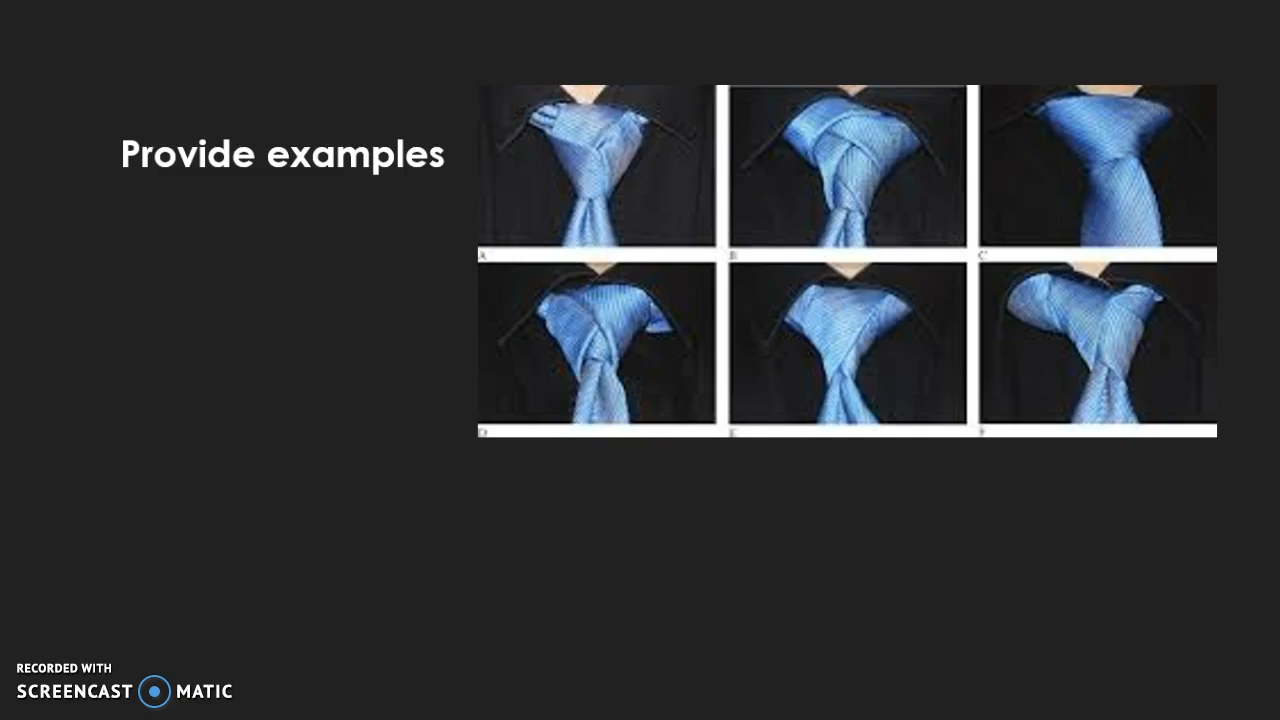 Provide examples
A
B
C
D
E
F
RECORDED WITH
SCREENCAST MATIC